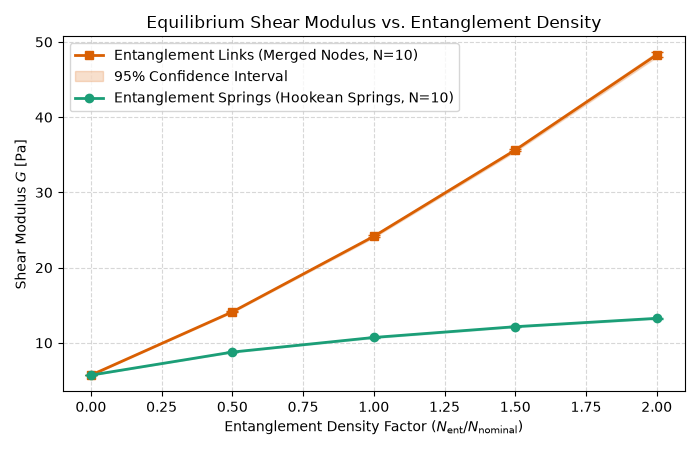 Equilibrium Shear Modulus vs. Entanglement Density
Entanglement Links (Merged Nodes, N=10)
95% Confidence Interval
Entanglement Springs (Hookean Springs, N=10)
Shear Modulus G [Pa]
50
40
30
20
10
0.00 0.25 0.50 0.75 1.00 1.25 1.50 1.75 2.00
Entanglement Density Factor (N_ent/N_nominal)